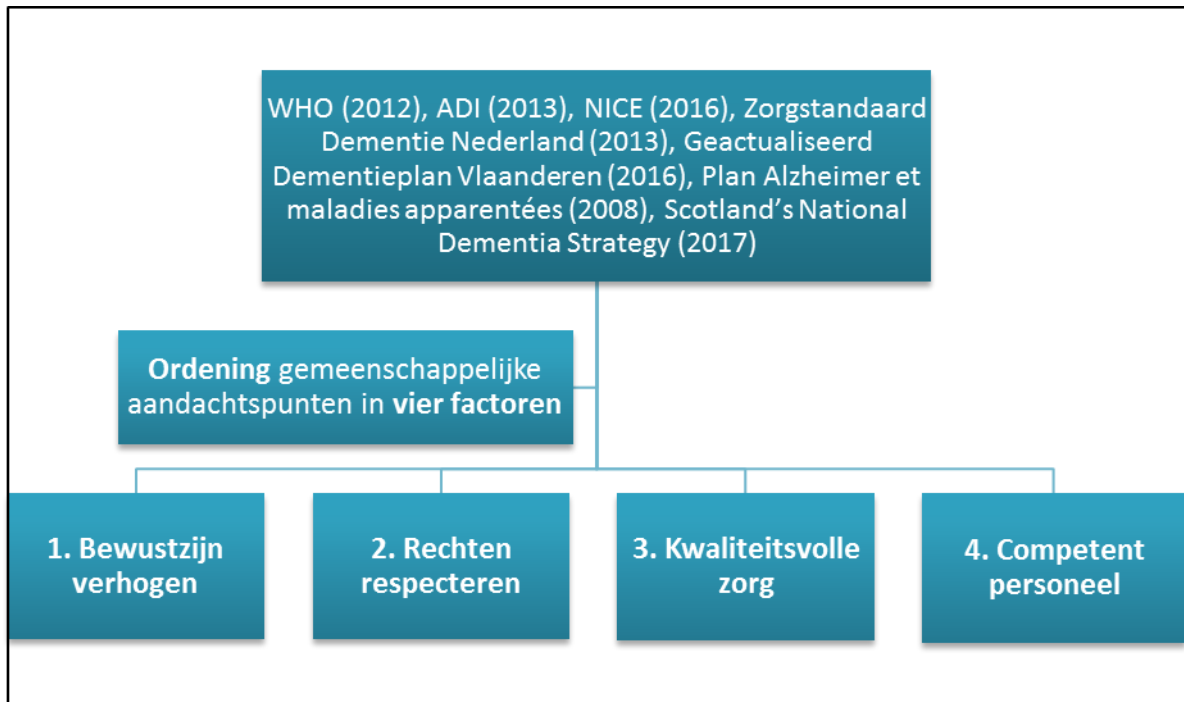 WHO (2012), ADI (2013), NICE (2016), Zorgstandaard
Dementie Nederland (2013), Geactualiseerd
Dementieplan Vlaanderen (2016), Plan Alzheimer et
maladies apparentées (2008), Scotland's National
Dementia Strategy (2017)
Ordening gemeenschappelijke
aandachtspunten in vier factoren
1. Bewustzijn
verhogen
2. Rechten
respecteren
3. Kwaliteitsvolle
zorg
4. Competent
personeel